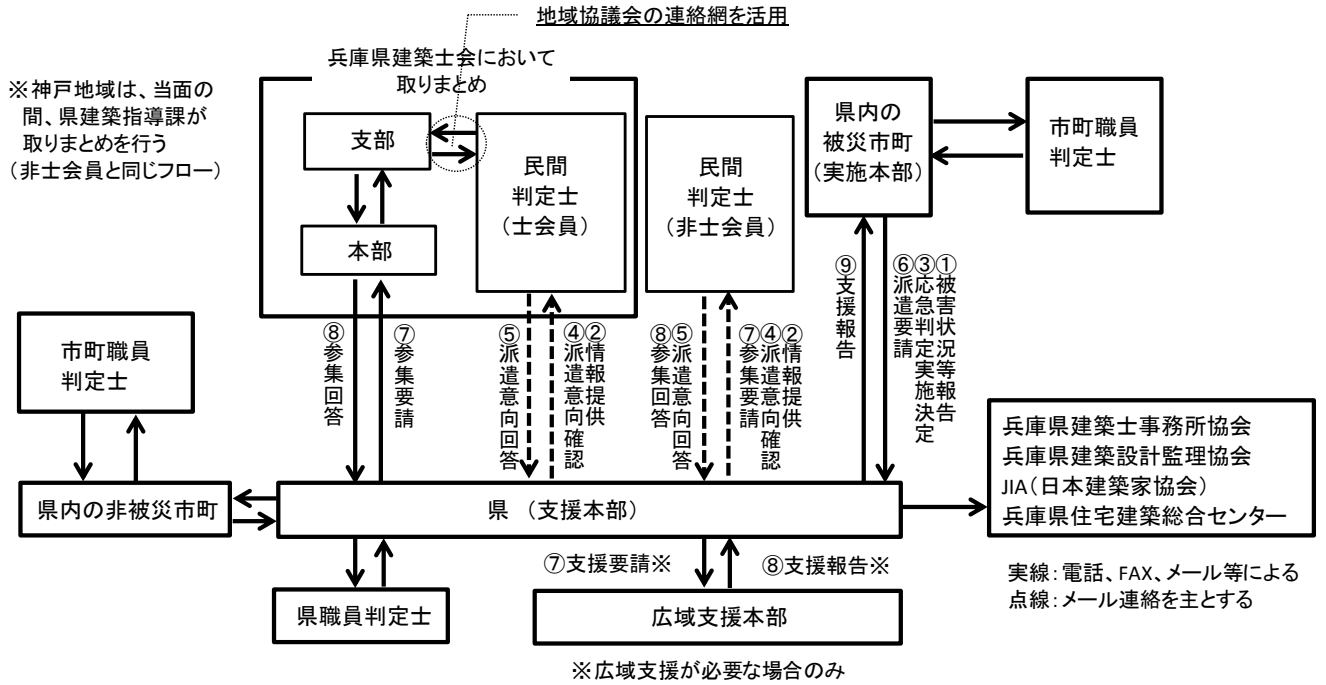 地域協議会の連絡網を活用
兵庫県建築士会において
取りまとめ
※神戸地域は、当面の
間、県建築指導課が
取りまとめを行う
(非士会員と同じフロー)
支部
本部
民間
判定士
(士会員)
民間
判定士
(非士会員)
県内の
被災市町
(実施本部)
市町職員
判定士
⑧参集回答
⑦参集要請
⑤派遣意向回答
②情報提供
④派遣意向確認
⑤派遣意向回答
⑧参集回答
②情報提供
④派遣意向確認
⑦参集要請
⑨支援報告
①被害状況等報告
③応急判定実施決定
⑥派遣要請
市町職員
判定士
県内の非被災市町
県 (支援本部)
兵庫県建築士事務所協会
兵庫県建築設計監理協会
JIA(日本建築家協会)
兵庫県住宅建築総合センター
⑦支援要請※
⑧支援報告※
県職員判定士
広域支援本部
実線:電話、FAX、メール等による
点線:メール連絡を主とする
※広域支援が必要な場合のみ